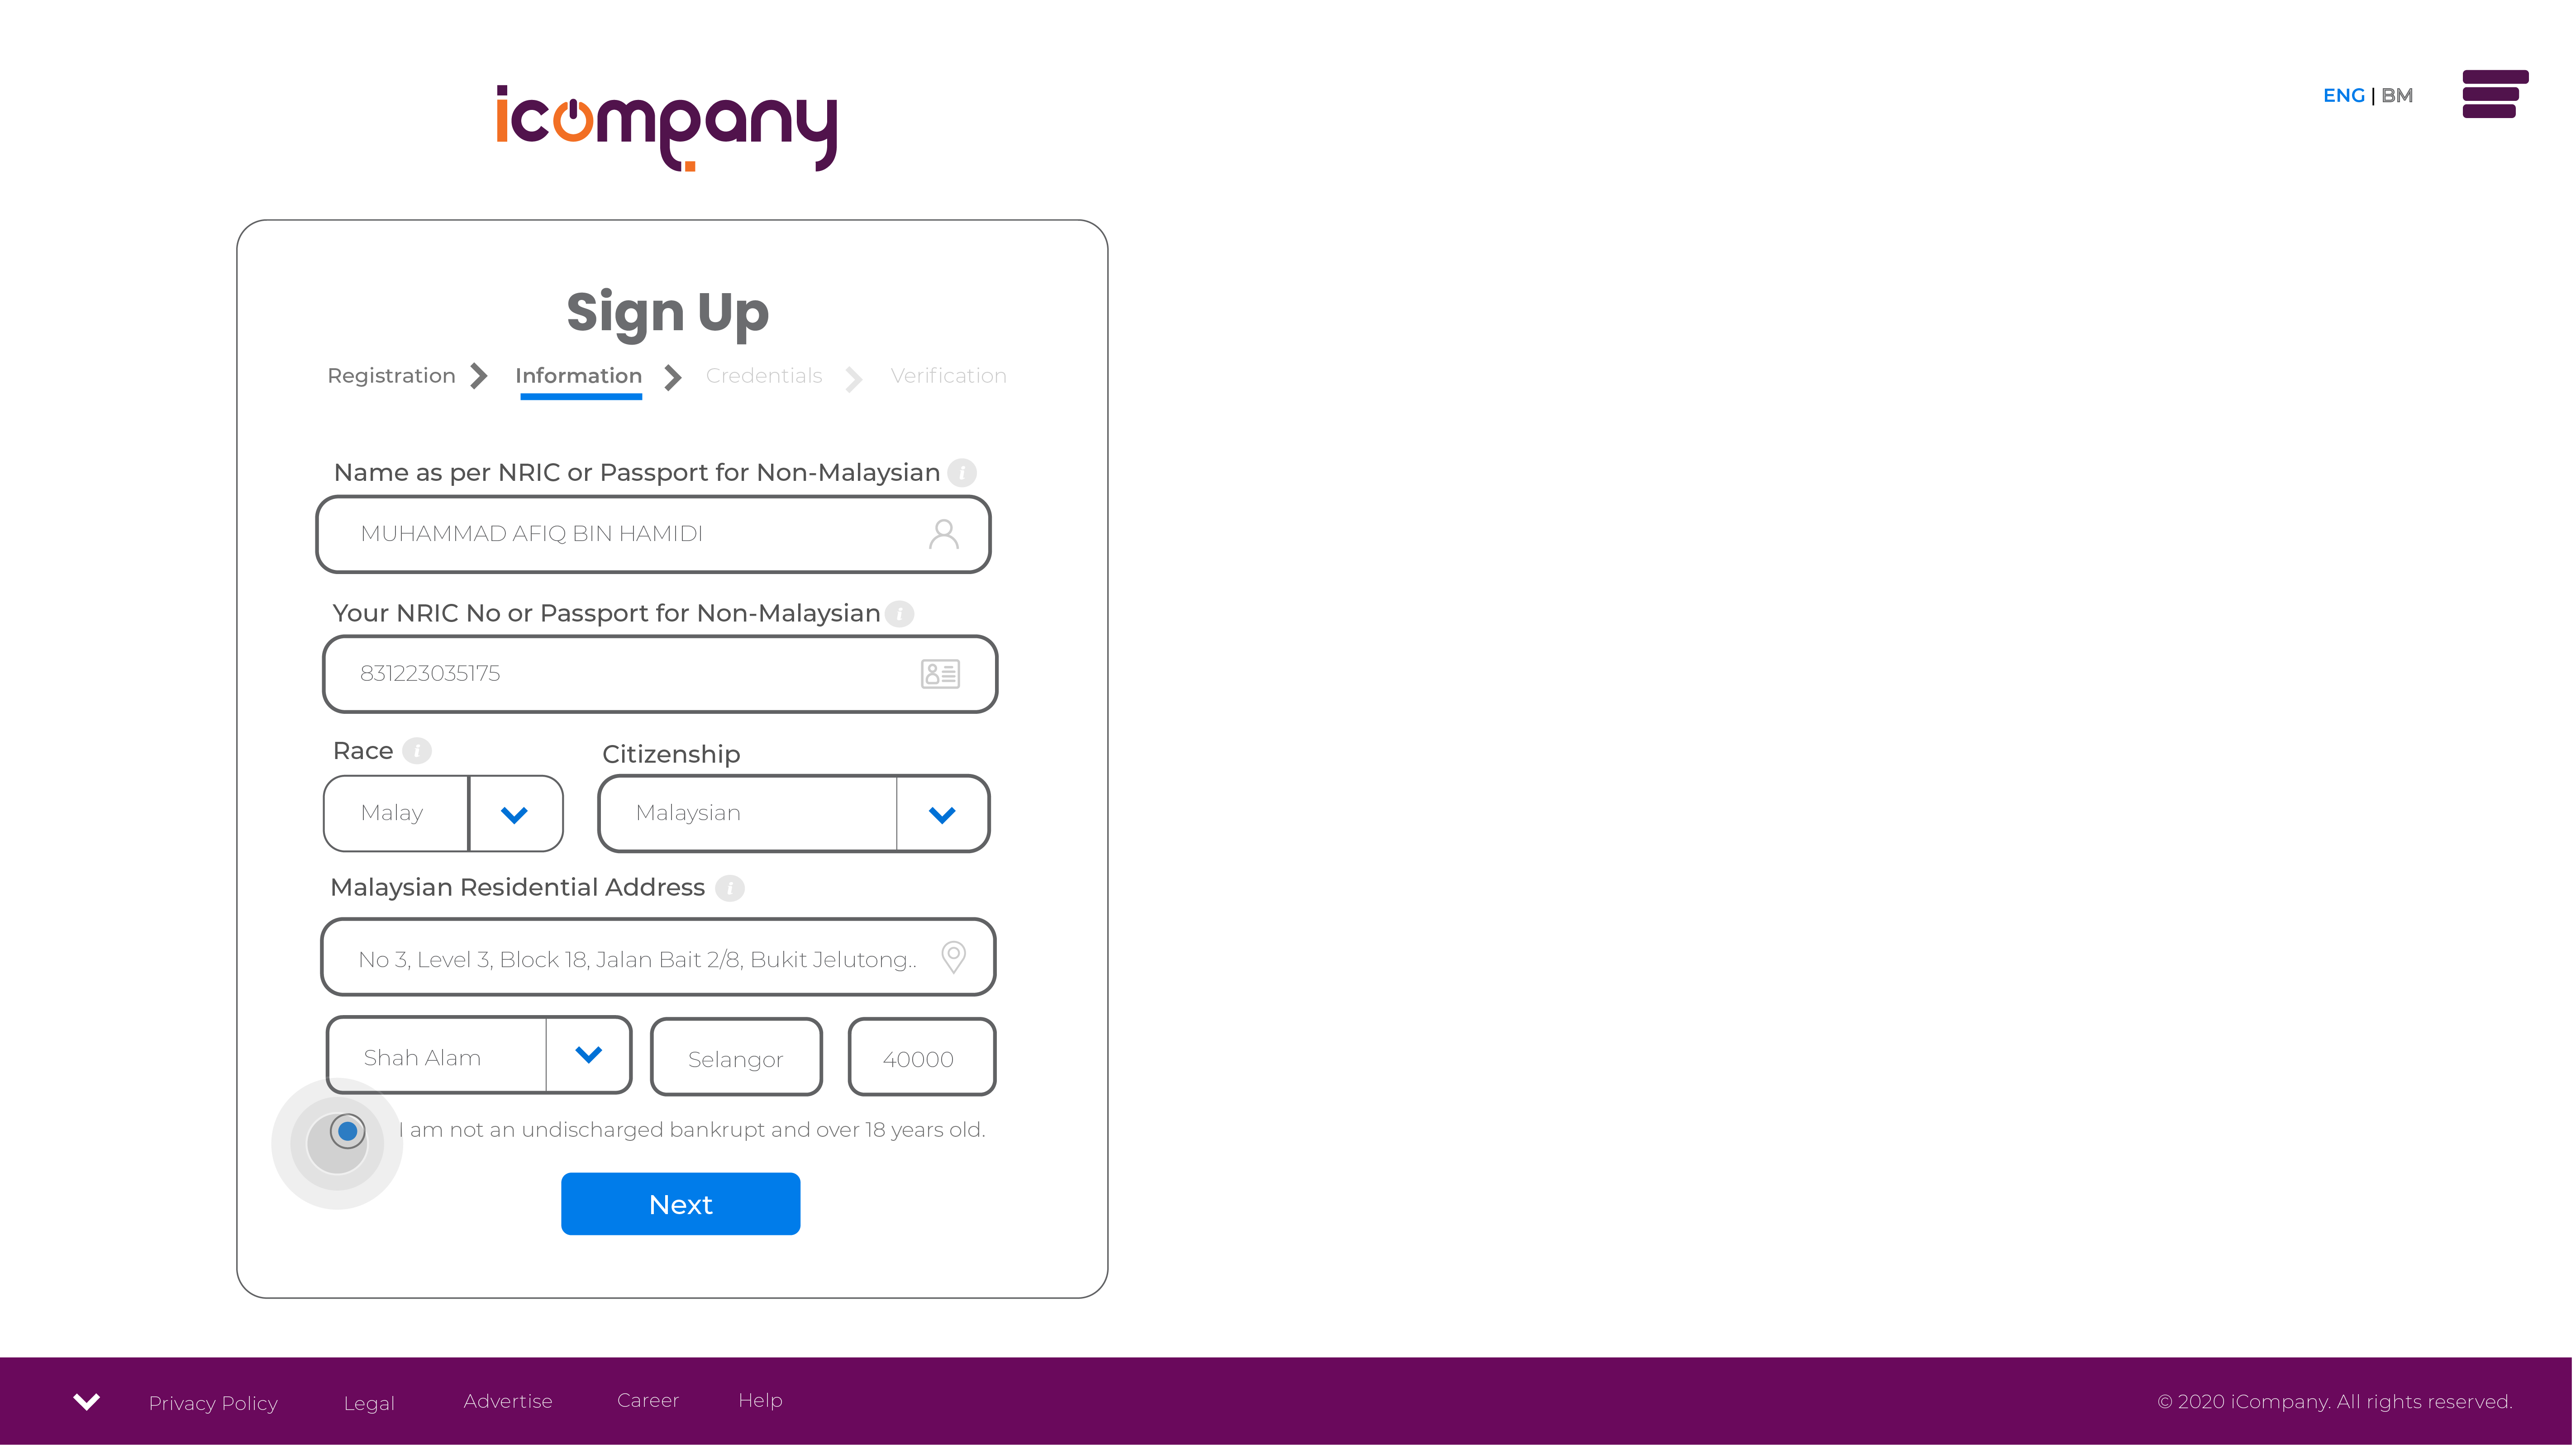 icompany
ENG | BM
Sign Up
Registration Information Credentials Verification
Name as per NRIC or Passport for Non-Malaysian i
MUHAMMAD AFIQ BIN HAMIDI
Your NRIC No or Passport for Non-Malaysian i
831223035175
Race i Citizenship
Malay Malaysian
Malaysian Residential Address i
No 3, Level 3, Block 18, Jalan Bait 2/8, Bukit Jelutong..
Shah Alam Selangor 40000
I am not an undischarged bankrupt and over 18 years old.
Next
Privacy Policy Legal Advertise Career Help © 2020 iCompany. All rights reserved.